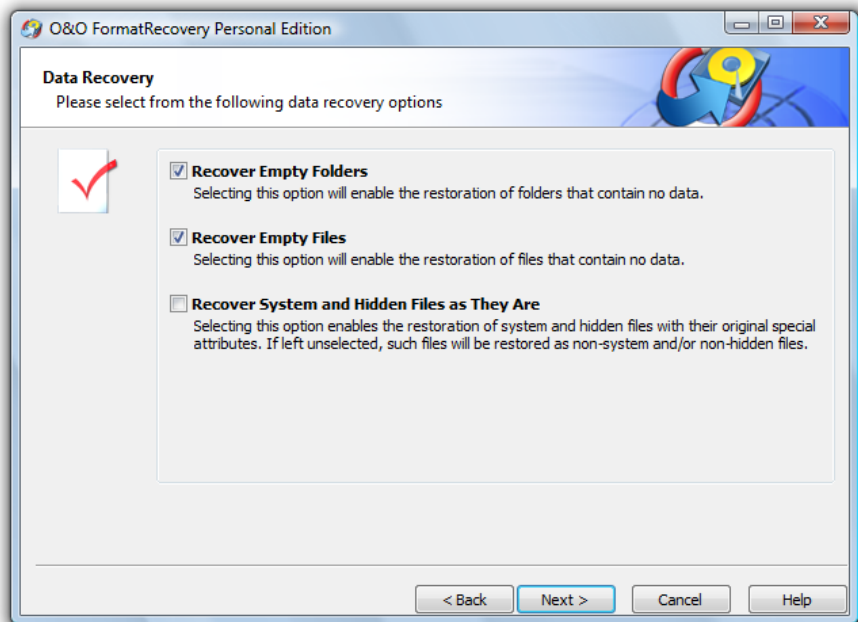 O&O FormatRecovery Personal Edition
Data Recovery
Please select from the following data recovery options
Recover Empty Folders
Selecting this option will enable the restoration of folders that contain no data.
Recover Empty Files
Selecting this option will enable the restoration of files that contain no data.
Recover System and Hidden Files as They Are
Selecting this option enables the restoration of system and hidden files with their original special
attributes. If left unselected, such files will be restored as non-system and/or non-hidden files.
< Back
Next >
Cancel
Help